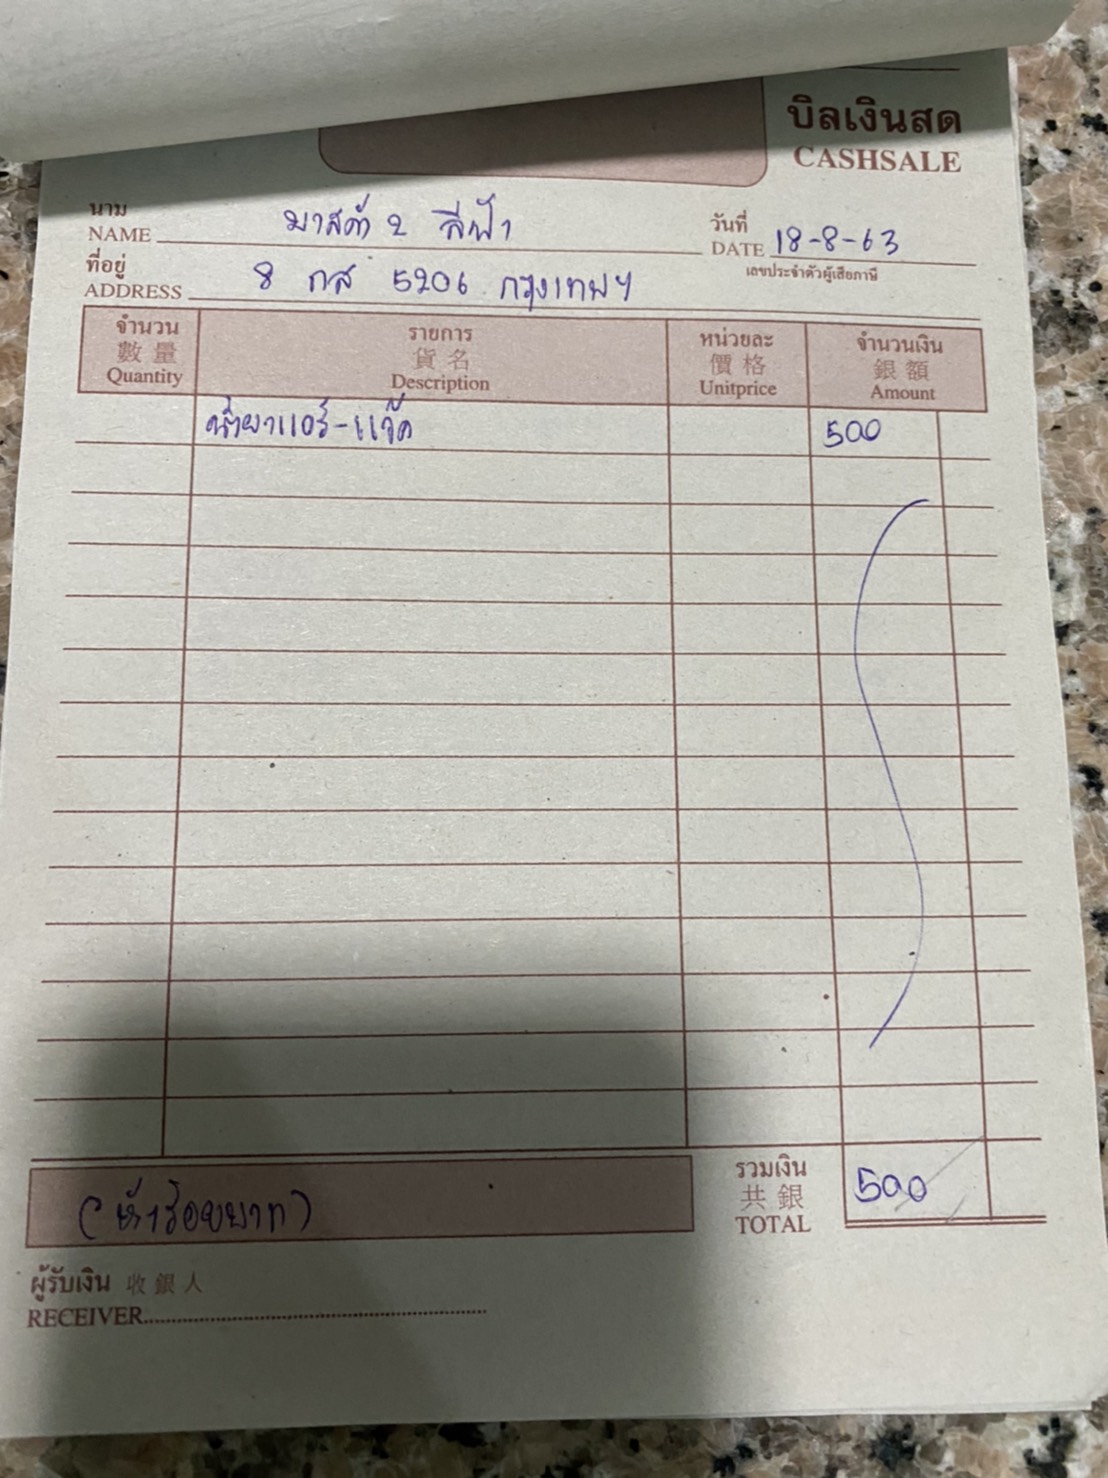 บิลเงินสด
CASHSALE
นาม
NAME มาสด้า 2 สีฟ้า
วันที่
DATE 18-8-63
ที่อยู่
ADDRESS 8 กส 5206 กรุงเทพฯ
เลขประจำตัวผู้เสียภาษี
จำนวน รายการ หน่วยละ จำนวนเงิน
數量 貨名 價格 銀額
Quantity Description Unitprice Amount
น้ำยาแอร์-แว๊ค 500
(ห้าร้อยบาท)
รวมเงิน
共銀
TOTAL 500
ผู้รับเงิน 收銀人
RECEIVER